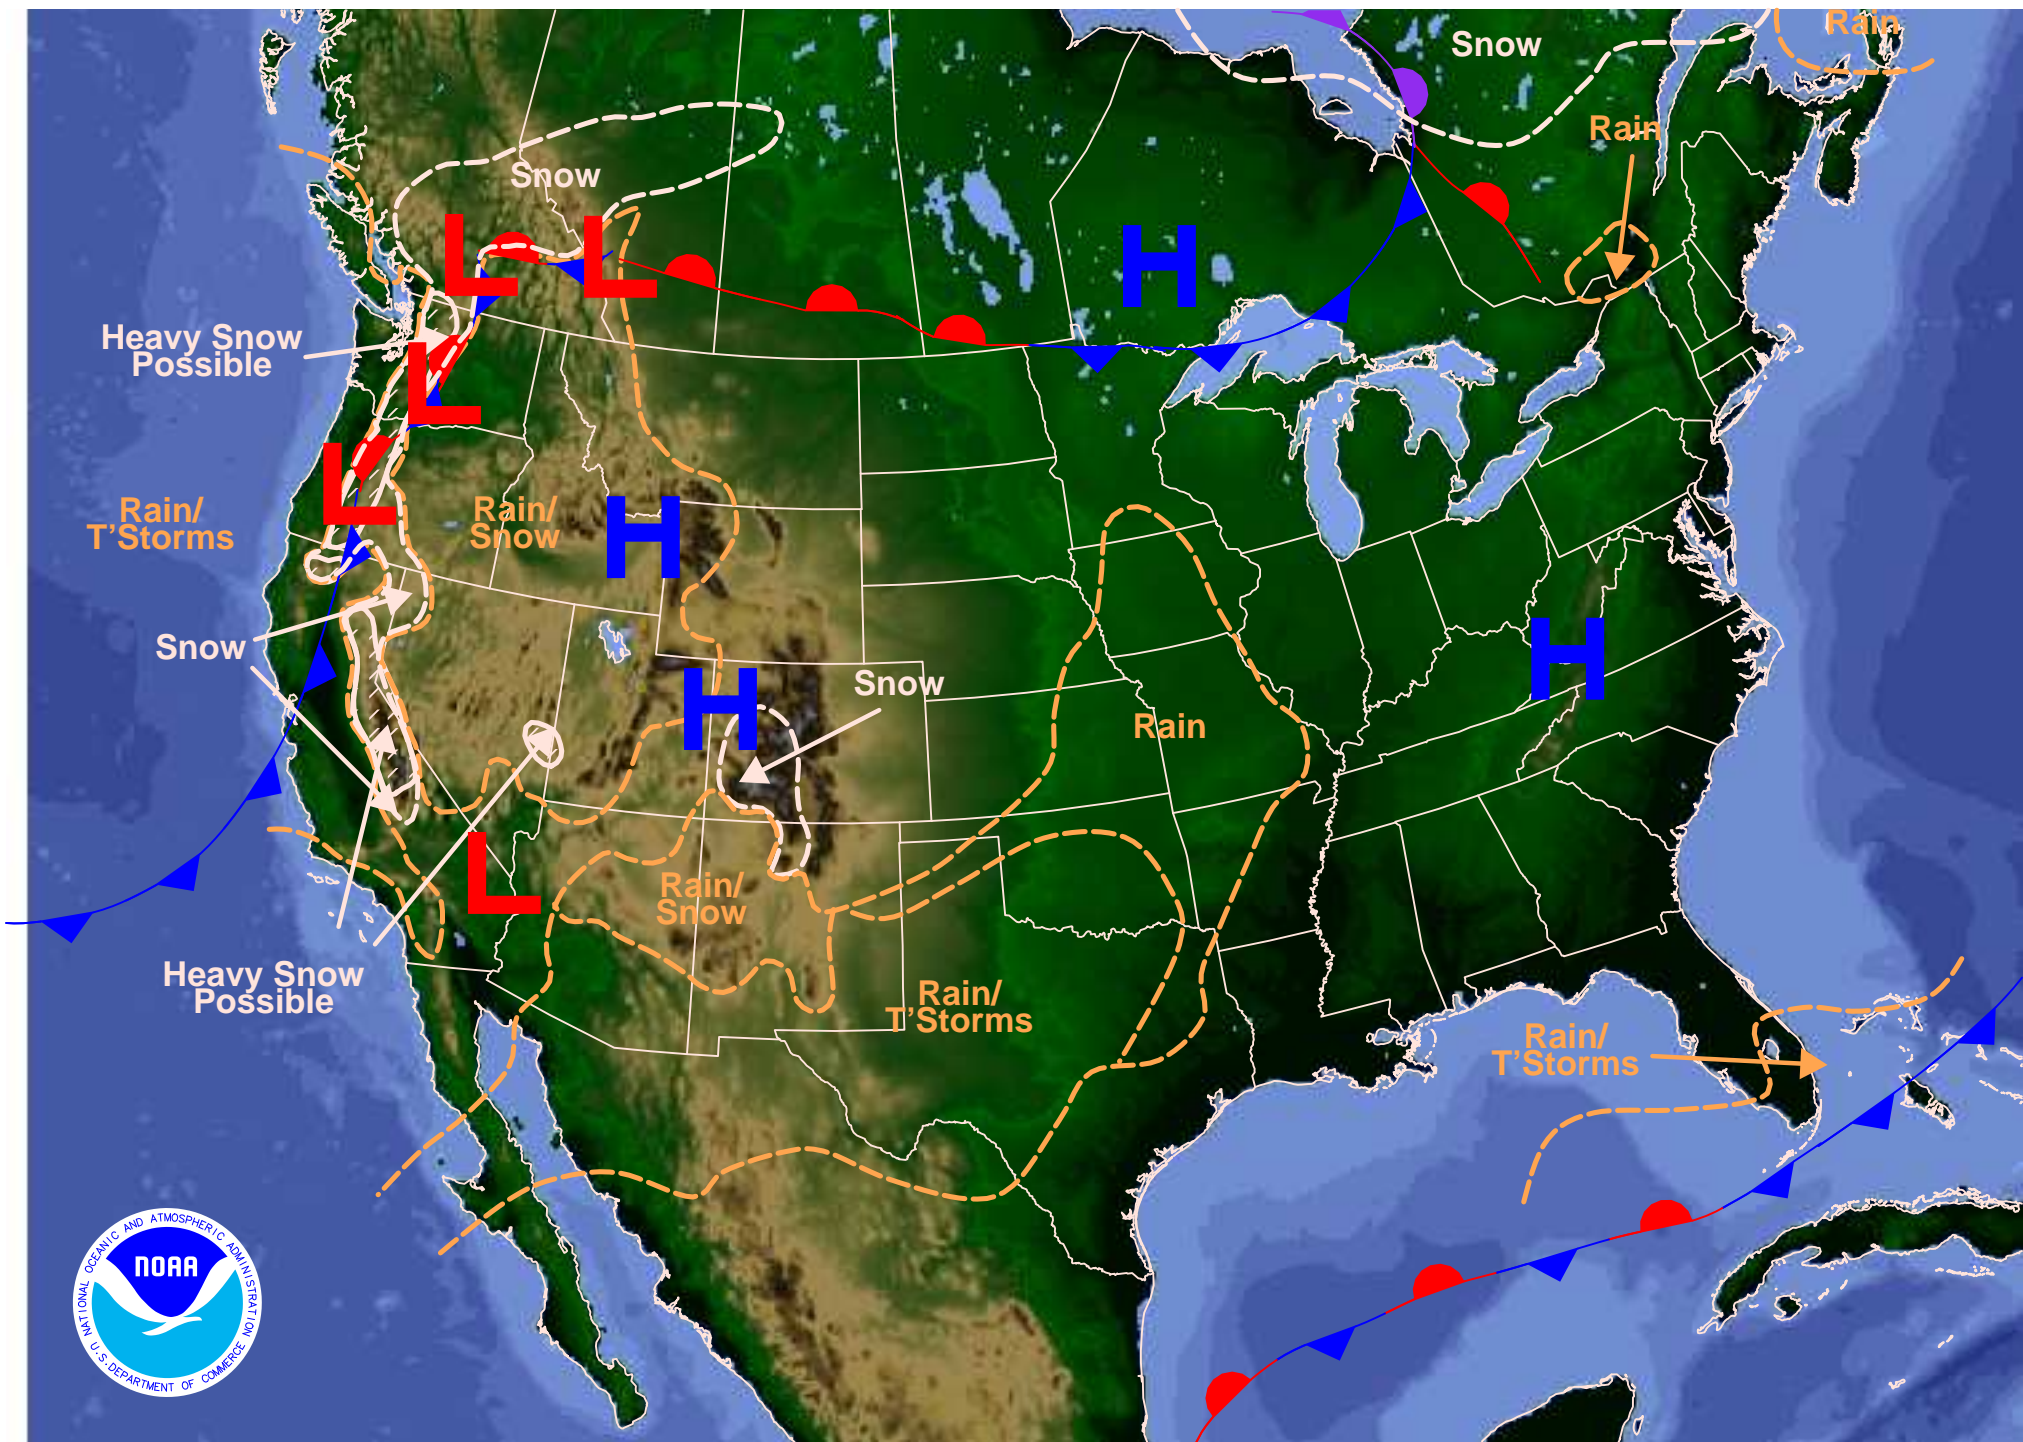 Rain
Snow
Rain
Snow
L
L
H
Heavy Snow
Possible
L
L
Rain/
T'Storms
Rain/
Snow
H
H
Snow
Snow
H
Rain
L
Rain/
Snow
Heavy Snow
Possible
Rain/
T'Storms
Rain/
T'Storms
NATIONAL OCEANIC AND ATMOSPHERIC ADMINISTRATION
NOAA
U.S. DEPARTMENT OF COMMERCE